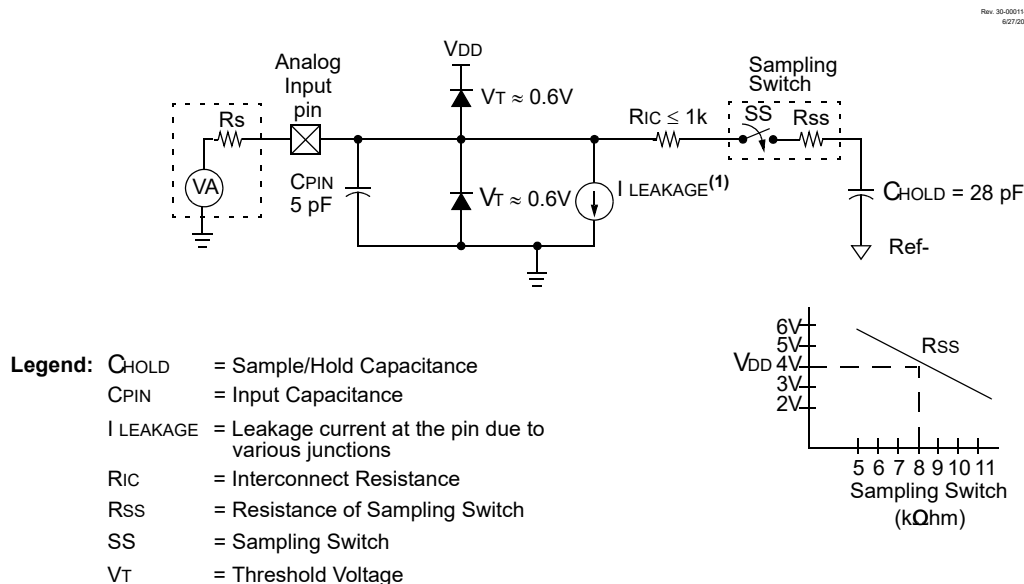 Rev. 30-00011
6/27/20
VDD
Analog
Input
pin
VT ≈ 0.6V
Sampling
Switch
RIC ≤ 1k
SS
RSS
Rs
VA
CPIN
5 pF
VT ≈ 0.6V
I LEAKAGE(1)
CHOLD = 28 pF
Ref-
Legend: CHOLD = Sample/Hold Capacitance
CPIN = Input Capacitance
I LEAKAGE = Leakage current at the pin due to
various junctions
RIC = Interconnect Resistance
RSS = Resistance of Sampling Switch
SS = Sampling Switch
VT = Threshold Voltage
6V
5V
RSS
VDD 4V
3V
2V
5 6 7 8 9 10 11
Sampling Switch
(kΩhm)